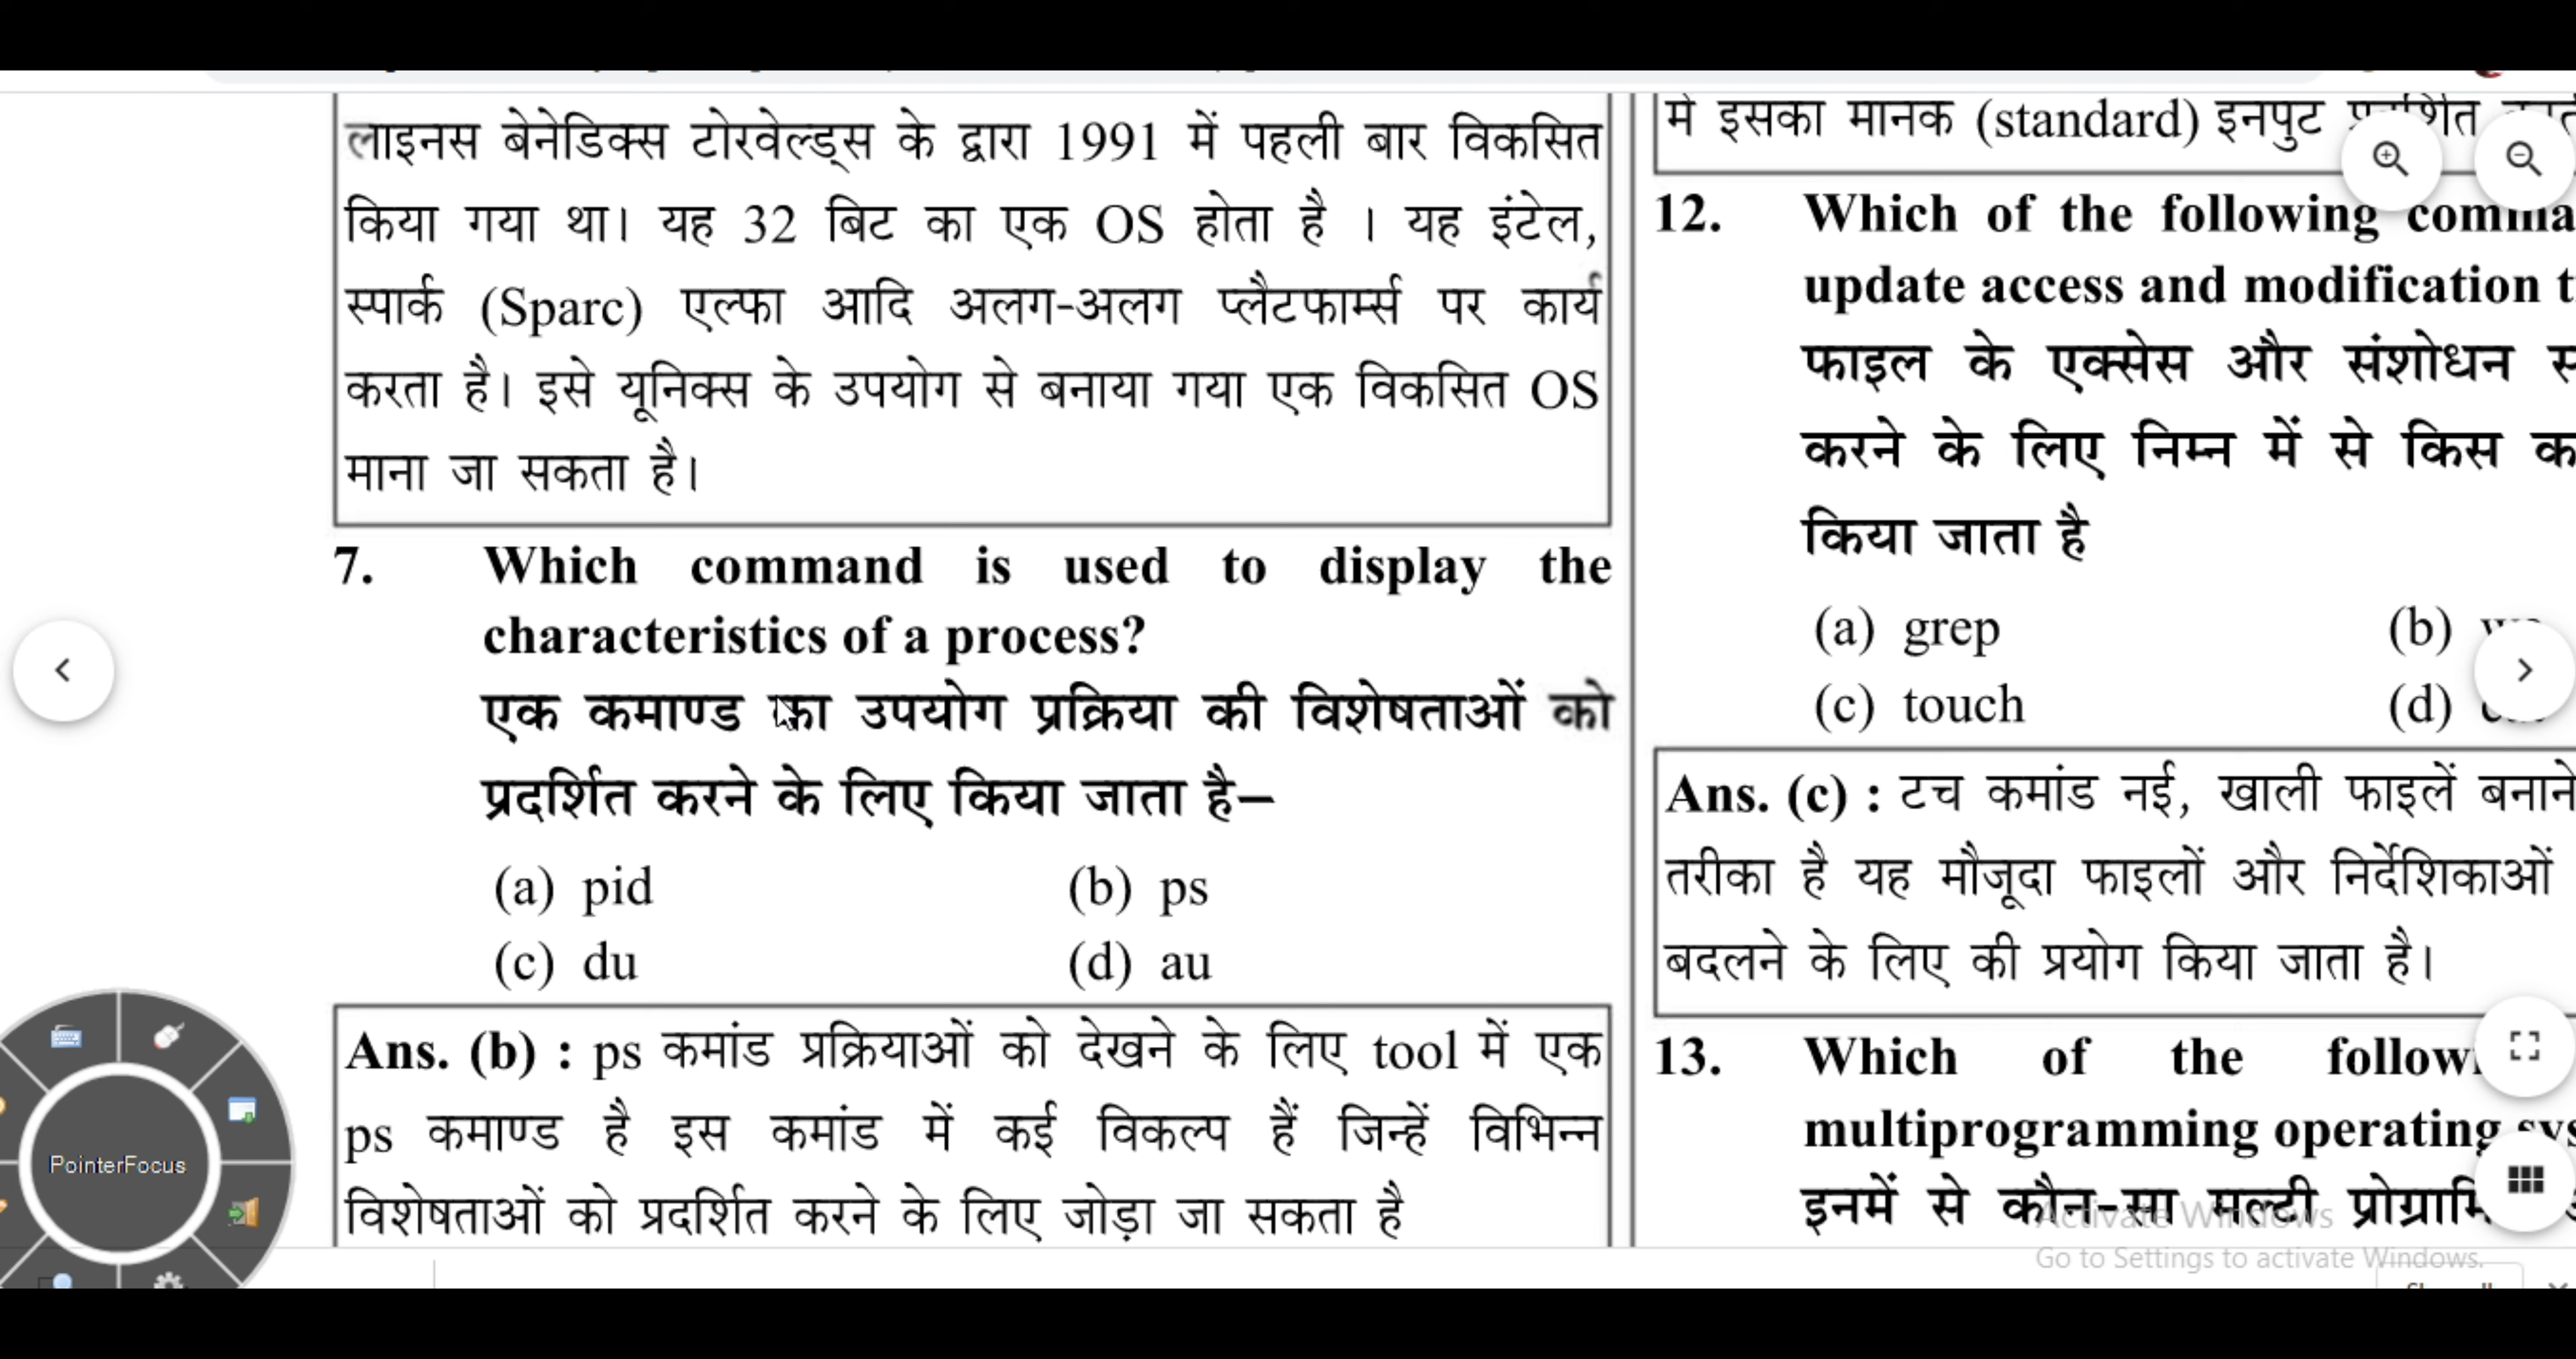 लाइनस बेनेडिक्स टोरवेल्ड्स के द्वारा 1991 में पहली बार विकसित
किया गया था। यह 32 बिट का एक OS होता है । यह इंटेल,
स्पार्क (Sparc) एल्फा आदि अलग-अलग प्लैटफार्म्स पर कार्य
करता है। इसे यूनिक्स के उपयोग से बनाया गया एक विकसित OS
माना जा सकता है।
7. Which command is used to display the
characteristics of a process?
एक कमाण्ड का उपयोग प्रक्रिया की विशेषताओं को
प्रदर्शित करने के लिए किया जाता है–
(a) pid (b) ps
(c) du (d) au
Ans. (b) : ps कमांड प्रक्रियाओं को देखने के लिए tool में एक
ps कमाण्ड है इस कमांड में कई विकल्प हैं जिन्हें विभिन्न
विशेषताओं को प्रदर्शित करने के लिए जोड़ा जा सकता है
में इसका मानक (standard) इनपुट
12. Which of the following
update access and modification
फाइल के एक्सेस और संशोधन
करने के लिए निम्न में से किस
किया जाता है
(a) grep (b)
(c) touch (d)
Ans. (c) : टच कमांड नई, खाली फाइलें बनाने
तरीका है यह मौजूदा फाइलों और निर्देशिकाओं
बदलने के लिए की प्रयोग किया जाता है।
13. Which of the
multiprogramming operating
इनमें से कौन-सा मल्टी
PointerFocus
Activate Windows
Go to Settings to activate Windows.